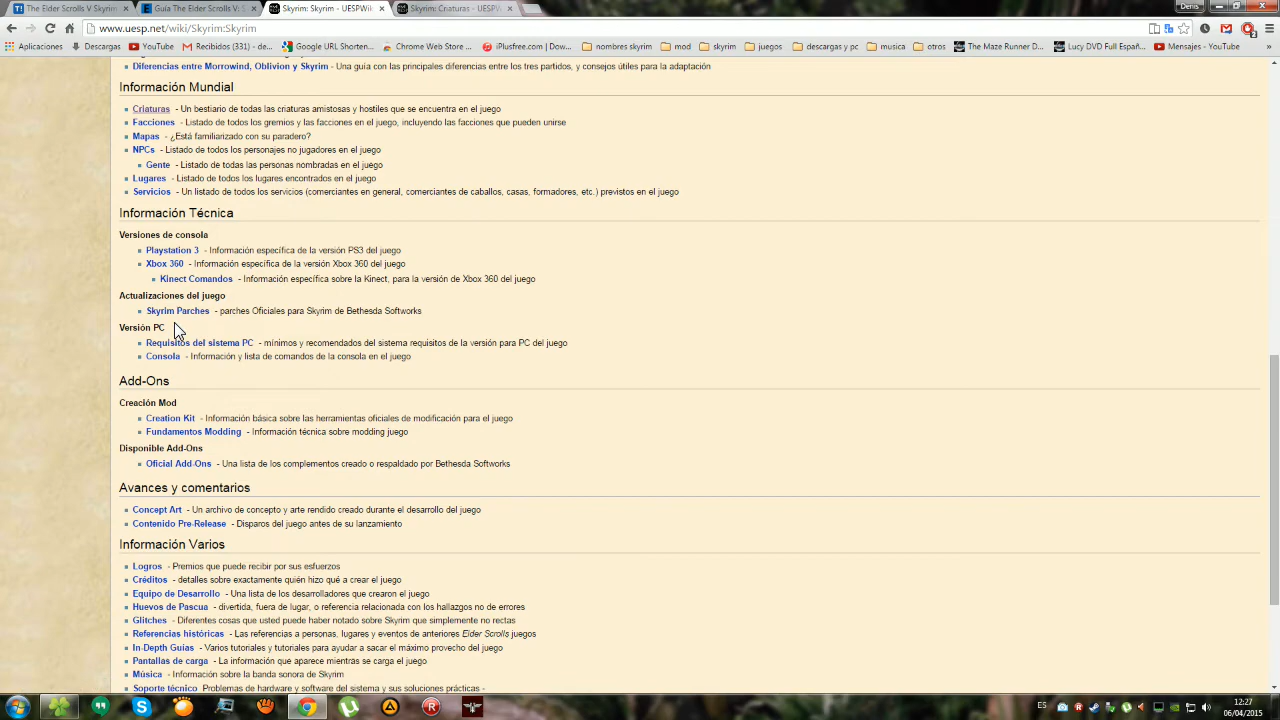 The Elder Scrolls V Skyrim
Guia The Elder Scrolls V: S
Skyrim: Skyrim - UESPWiki
Skyrim: Criaturas - UESPW
Denis
www.uesp.net/wiki/Skyrim:Skyrim
Aplicaciones
Descargas
YouTube
Recibidos (331) - de...
Google URL Shorten...
Chrome Web Store ...
iPlusfree.com | Do...
nombres skyrim
mod
skyrim
juegos
descargas y pc
musica
otros
The Maze Runner D...
Lucy DVD Full Españ...
Mensajes - YouTube
Diferencias entre Morrowind, Oblivion y Skyrim - Una guía con las principales diferencias entre los tres partidos, y consejos útiles para la adaptación
Información Mundial
Criaturas - Un bestiario de todas las criaturas amistosas y hostiles que se encuentra en el juego
Facciones - Listado de todos los gremios y las facciones en el juego, incluyendo las facciones que pueden unirse
Mapas - ¿Está familiarizado con su paradero?
NPCs - Listado de todos los personajes no jugadores en el juego
Gente - Listado de todas las personas nombradas en el juego
Lugares - Listado de todos los lugares encontrados en el juego
Servicios - Un listado de todos los servicios (comerciantes en general, comerciantes de caballos, casas, formadores, etc.) previstos en el juego
Información Técnica
Versiones de consola
Playstation 3 - Información específica de la versión PS3 del juego
Xbox 360 - Información específica de la versión Xbox 360 del juego
Kinect Comandos - Información específica sobre la Kinect, para la versión de Xbox 360 del juego
Actualizaciones del juego
Skyrim Parches - parches Oficiales para Skyrim de Bethesda Softworks
Versión PC
Requisitos del sistema PC - mínimos y recomendados del sistema requisitos de la versión para PC del juego
Consola - Información y lista de comandos de la consola en el juego
Add-Ons
Creación Mod
Creation Kit - Información básica sobre las herramientas oficiales de modificación para el juego
Fundamentos Modding - Información técnica sobre modding juego
Disponible Add-Ons
Oficial Add-Ons - Una lista de los complementos creado o respaldado por Bethesda Softworks
Avances y comentarios
Concept Art - Un archivo de concepto y arte rendido creado durante el desarrollo del juego
Contenido Pre-Release - Disparos del juego antes de su lanzamiento
Información Varios
Logros - Premios que puede recibir por sus esfuerzos
Créditos - detalles sobre exactamente quién hizo qué a crear el juego
Equipo de Desarrollo - Una lista de los desarrolladores que crearon el juego
Huevos de Pascua - divertida, fuera de lugar, o referencia relacionada con los hallazgos no de errores
Glitches - Diferentes cosas que usted puede haber notado sobre Skyrim que simplemente no rectas
Referencias históricas - Las referencias a personas, lugares y eventos de anteriores Elder Scrolls juegos
In-Depth Guías - Varios tutoriales y tutoriales para ayudar a sacar el máximo provecho del juego
Pantallas de carga - La información que aparece mientras se carga el juego
Música - Información sobre la banda sonora de Skyrim
Soporte técnico Problemas de hardware y software del sistema y sus soluciones prácticas -
ES
12:27
06/04/2015